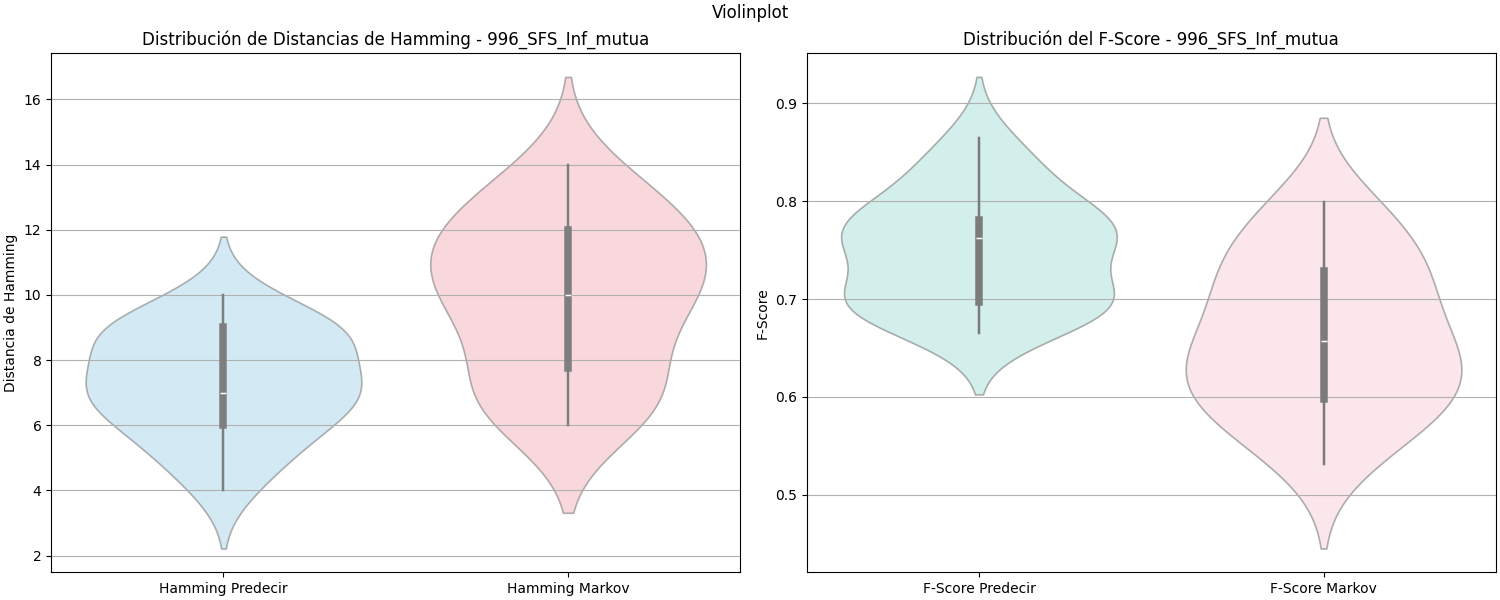 Violinplot
Distribución de Distancias de Hamming - 996_SFS_Inf_mutua
Distancia de Hamming
16
14
12
10
8
6
4
2
Hamming Predecir
Hamming Markov
Distribución del F-Score - 996_SFS_Inf_mutua
F-Score
0.9
0.8
0.7
0.6
0.5
F-Score Predecir
F-Score Markov